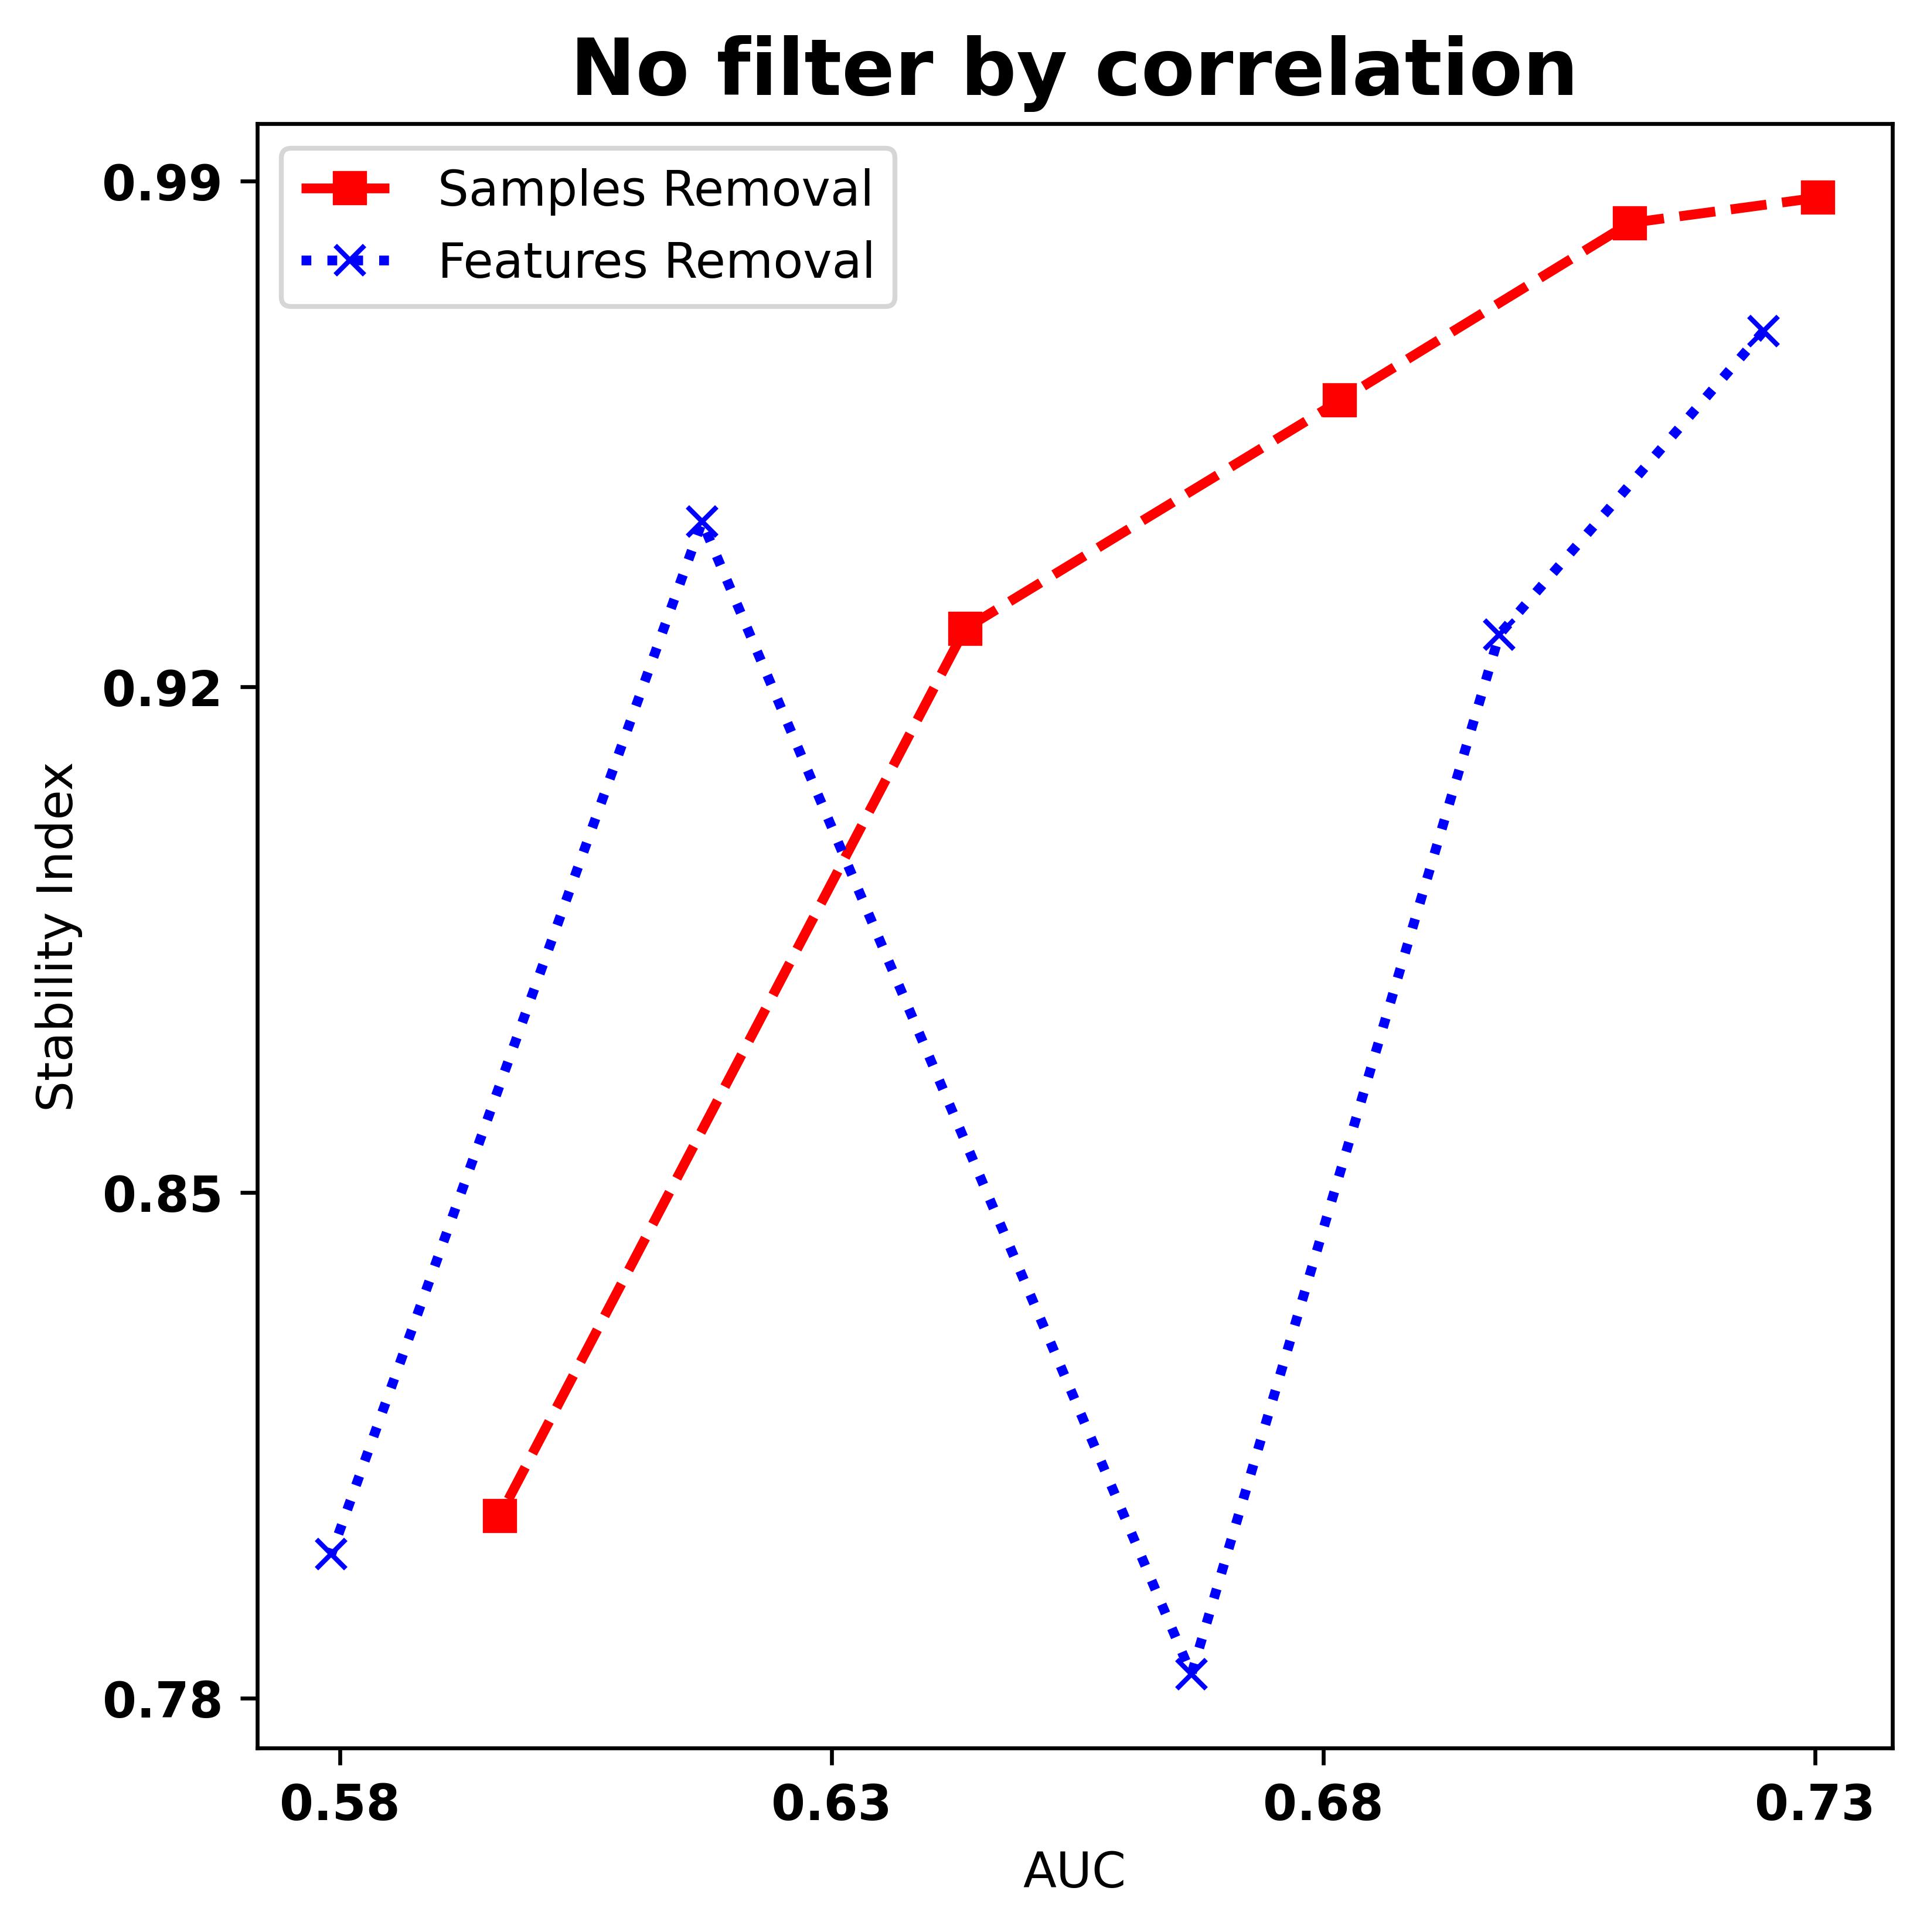 No filter by correlation
Samples Removal
Features Removal
0.99
0.92
0.85
0.78
Stability Index
0.58 0.63 0.68 0.73
AUC